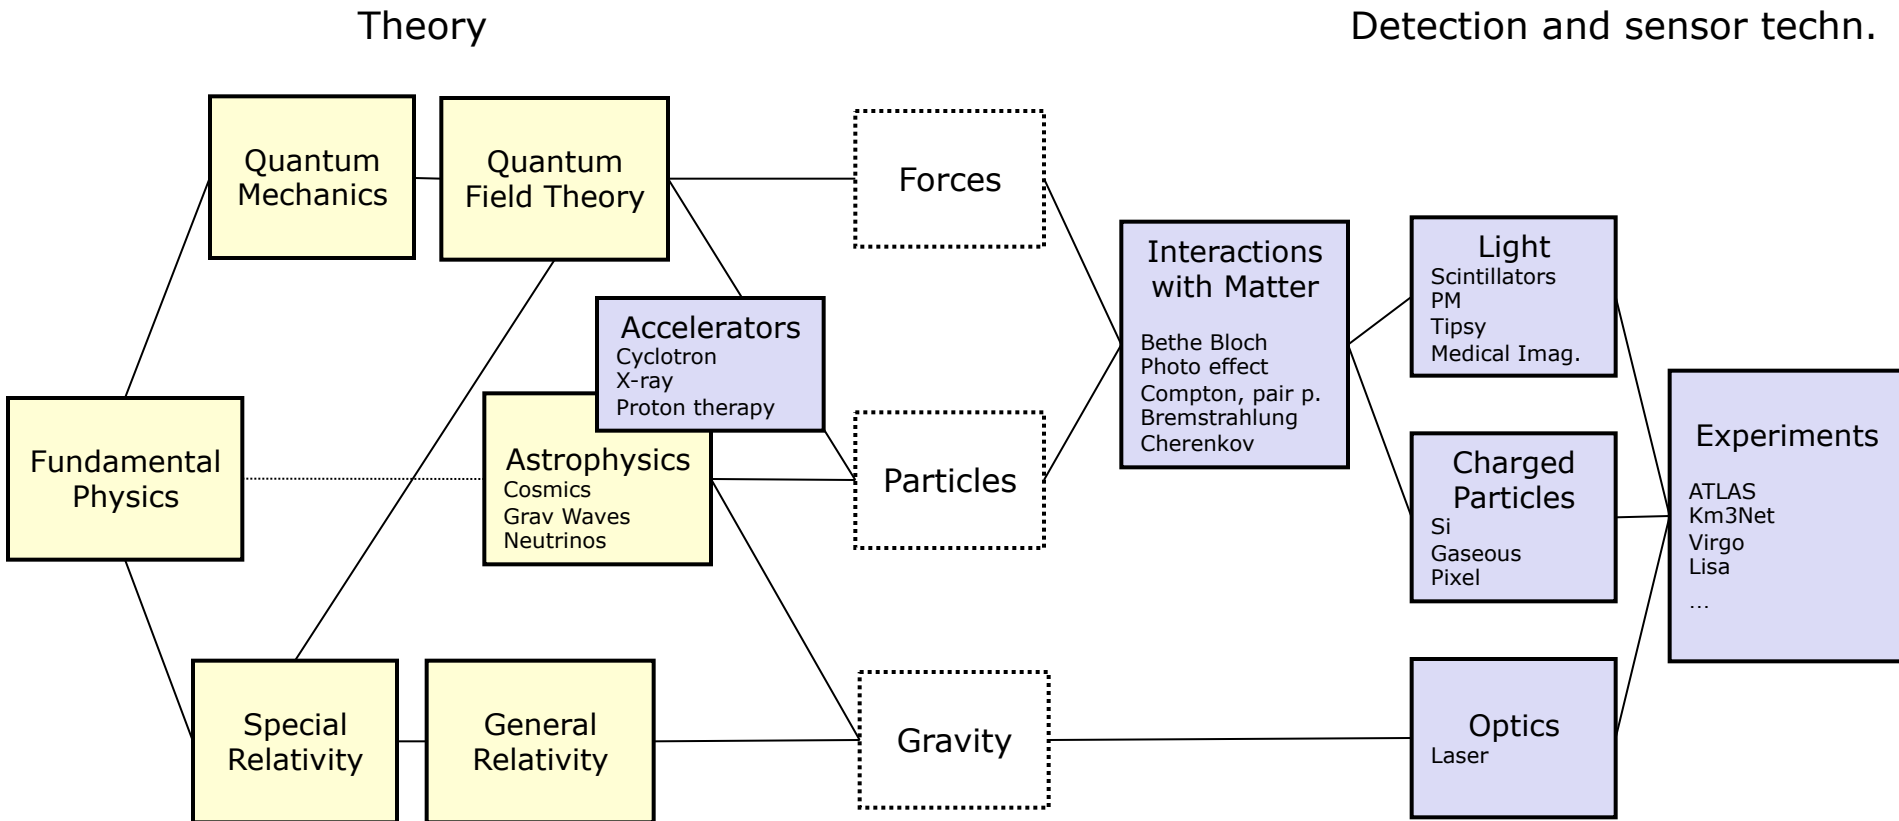 Theory
Detection and sensor techn.
Quantum
Mechanics
Quantum
Field Theory
Forces
Interactions
with Matter
Bethe Bloch
Photo effect
Compton, pair p.
Bremstrahlung
Cherenkov
Light
Scintillators
PM
Tipsy
Medical Imag.
Accelerators
Cyclotron
X-ray
Proton therapy
Fundamental
Physics
Astrophysics
Cosmics
Grav Waves
Neutrinos
Particles
Charged
Particles
Si
Gaseous
Pixel
Experiments
ATLAS
Km3Net
Virgo
Lisa
...
Special
Relativity
General
Relativity
Gravity
Optics
Laser